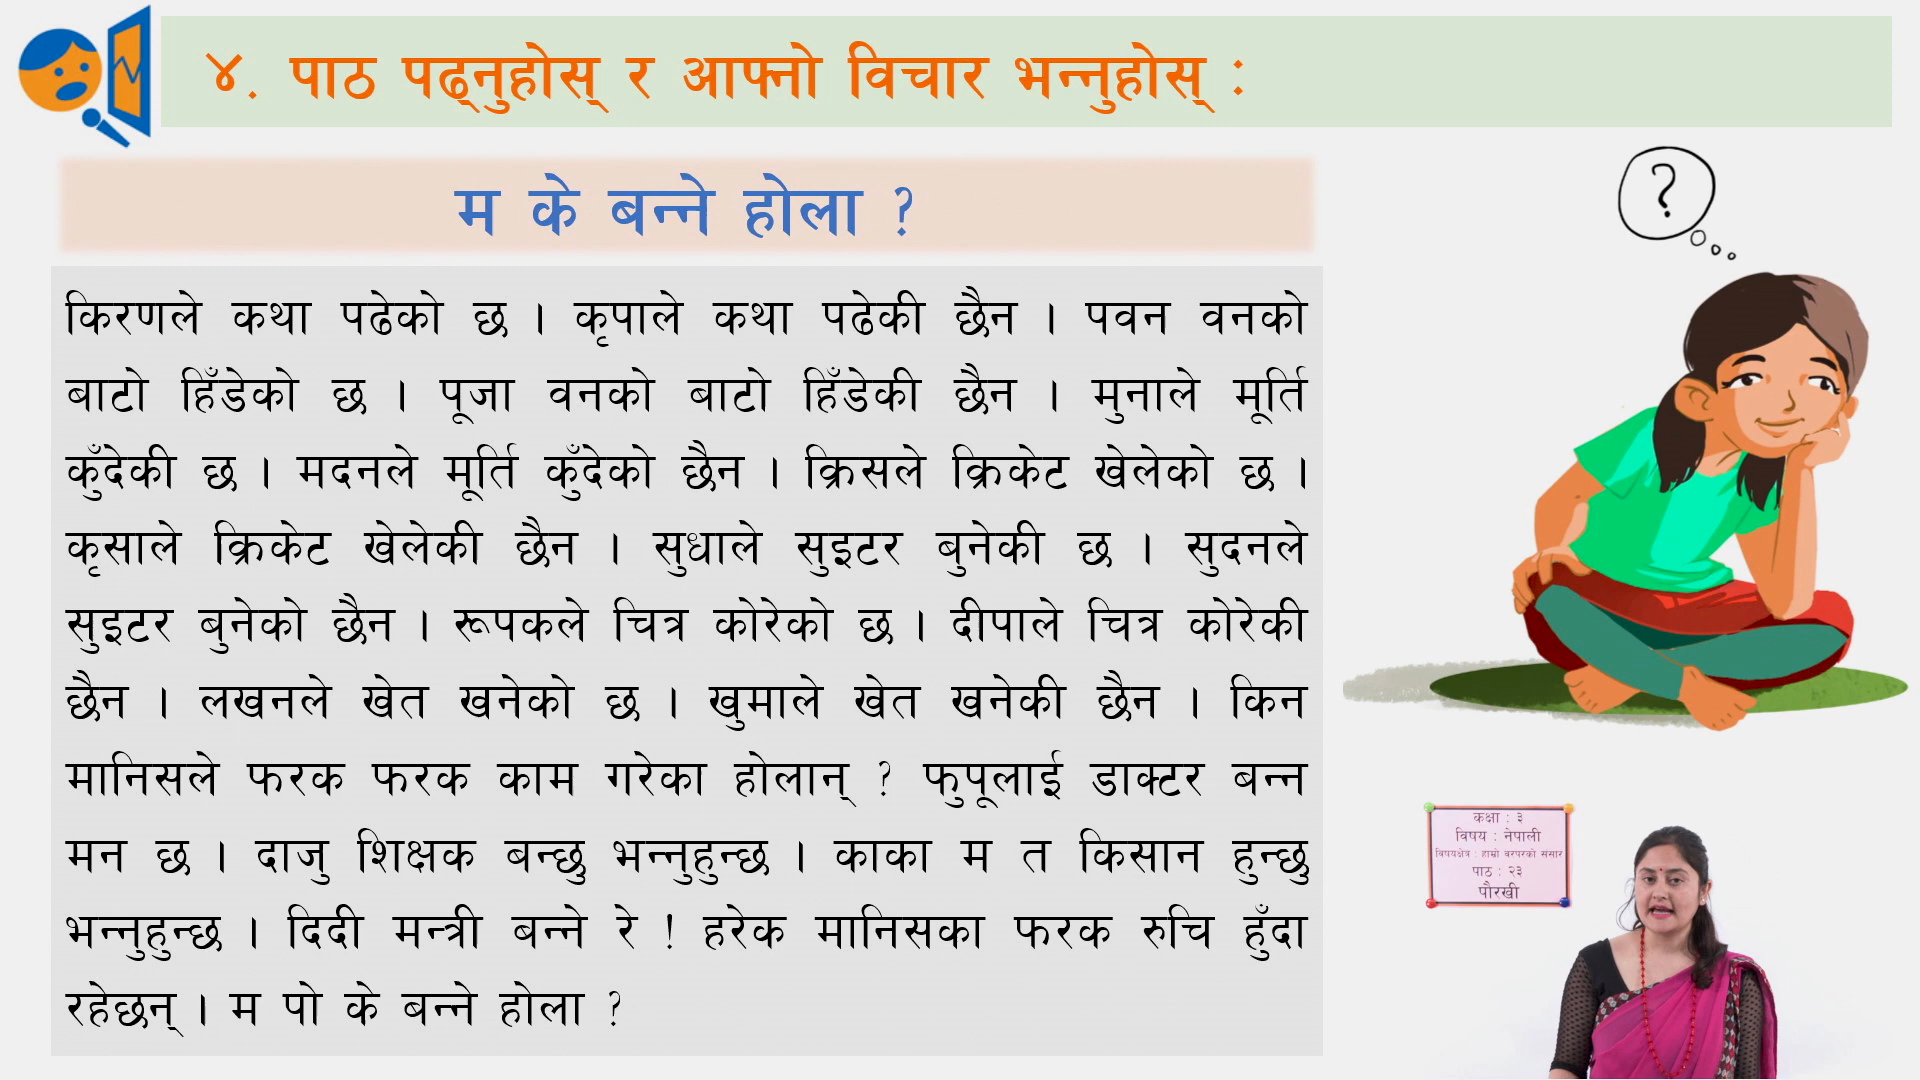 ४. पाठ पढ्नुहोस् र आफ्नो विचार भन्नुहोस् :
म के बन्ने होला ?
?
किरणले कथा पढेको छ । कृपाले कथा पढेकी छैन । पवन वनको
बाटो हिँडेको छ । पूजा वनको बाटो हिँडेकी छैन । मुनाले मूर्ति
कुँदेकी छ । मदनले मूर्ति कुँदेको छैन । क्रिसले क्रिकेट खेलेको छ ।
कृसाले क्रिकेट खेलेकी छैन । सुधाले सुइटर बुनेकी छ । सुदनले
सुइटर बुनेको छैन । रूपकले चित्र कोरेको छ । दीपाले चित्र कोरेकी
छैन । लखनले खेत खनेको छ । खुमाले खेत खनेकी छैन । किन
मानिसले फरक फरक काम गरेका होलान् ? फुपूलाई डाक्टर बन्न
मन छ । दाजु शिक्षक बन्छु भन्नुहुन्छ । काका म त किसान हुन्छु
भन्नुहुन्छ । दिदी मन्त्री बन्ने रे ! हरेक मानिसका फरक रुचि हुँदा
रहेछन् । म पो के बन्ने होला ?
कक्षा : ३
विषय : नेपाली
विषयक्षेत्र : हाम्रो वरपरको संसार
पाठ : २३
पौरखी